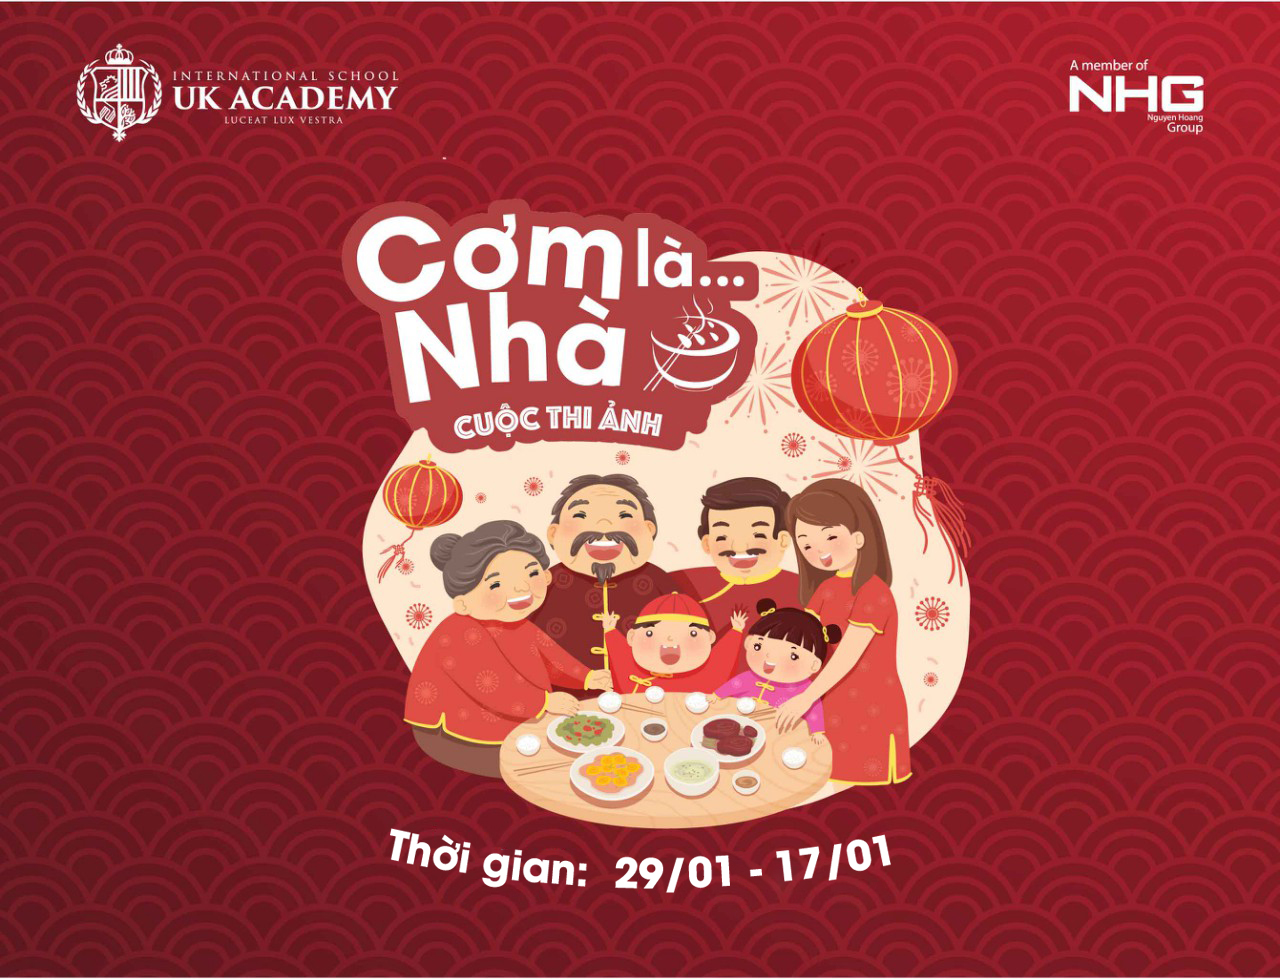 INTERNATIONAL SCHOOL
UK ACADEMY
LUCEAT LUX VESTRA
A member of
NHG
Nguyen Hoang
Group
Cơm là...
Nhà
CUỘC THI ẢNH
Thời gian: 29/01 - 17/01